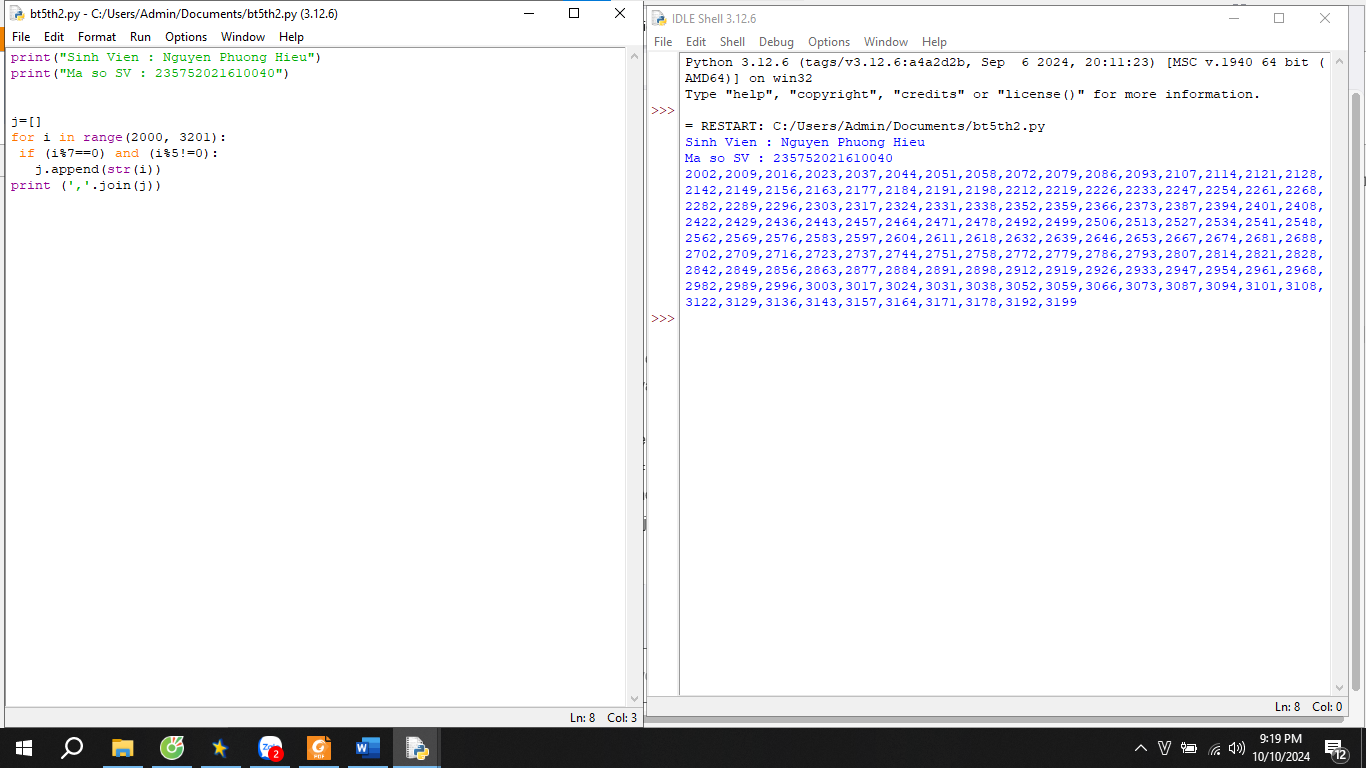 bt5th2.py - C:/Users/Admin/Documents/bt5th2.py (3.12.6)
File Edit Format Run Options Window Help
print("Sinh Vien : Nguyen Phuong Hieu")
print("Ma so SV : 235752021610040")
j=[]
for i in range(2000, 3201):
 if (i%7==0) and (i%5!=0):
   j.append(str(i))
print (','.join(j))
Ln: 8 Col: 3
IDLE Shell 3.12.6
File Edit Shell Debug Options Window Help
Python 3.12.6 (tags/v3.12.6:a4a2d2b, Sep  6 2024, 20:11:23) [MSC v.1940 64 bit (
AMD64)] on win32
Type "help", "copyright", "credits" or "license()" for more information.
>>>
= RESTART: C:/Users/Admin/Documents/bt5th2.py
Sinh Vien : Nguyen Phuong Hieu
Ma so SV : 235752021610040
2002,2009,2016,2023,2037,2044,2051,2058,2072,2079,2086,2093,2107,2114,2121,2128,
2142,2149,2156,2163,2177,2184,2191,2198,2212,2219,2226,2233,2247,2254,2261,2268,
2282,2289,2296,2303,2317,2324,2331,2338,2352,2359,2366,2373,2387,2394,2401,2408,
2422,2429,2436,2443,2457,2464,2471,2478,2492,2499,2506,2513,2527,2534,2541,2548,
2562,2569,2576,2583,2597,2604,2611,2618,2632,2639,2646,2653,2667,2674,2681,2688,
2702,2709,2716,2723,2737,2744,2751,2758,2772,2779,2786,2793,2807,2814,2821,2828,
2842,2849,2856,2863,2877,2884,2891,2898,2912,2919,2926,2933,2947,2954,2961,2968,
2982,2989,2996,3003,3017,3024,3031,3038,3052,3059,3066,3073,3087,3094,3101,3108,
3122,3129,3136,3143,3157,3164,3171,3178,3192,3199
>>>
Ln: 8 Col: 0
2
PDF
W
V
9:19 PM
10/10/2024
12